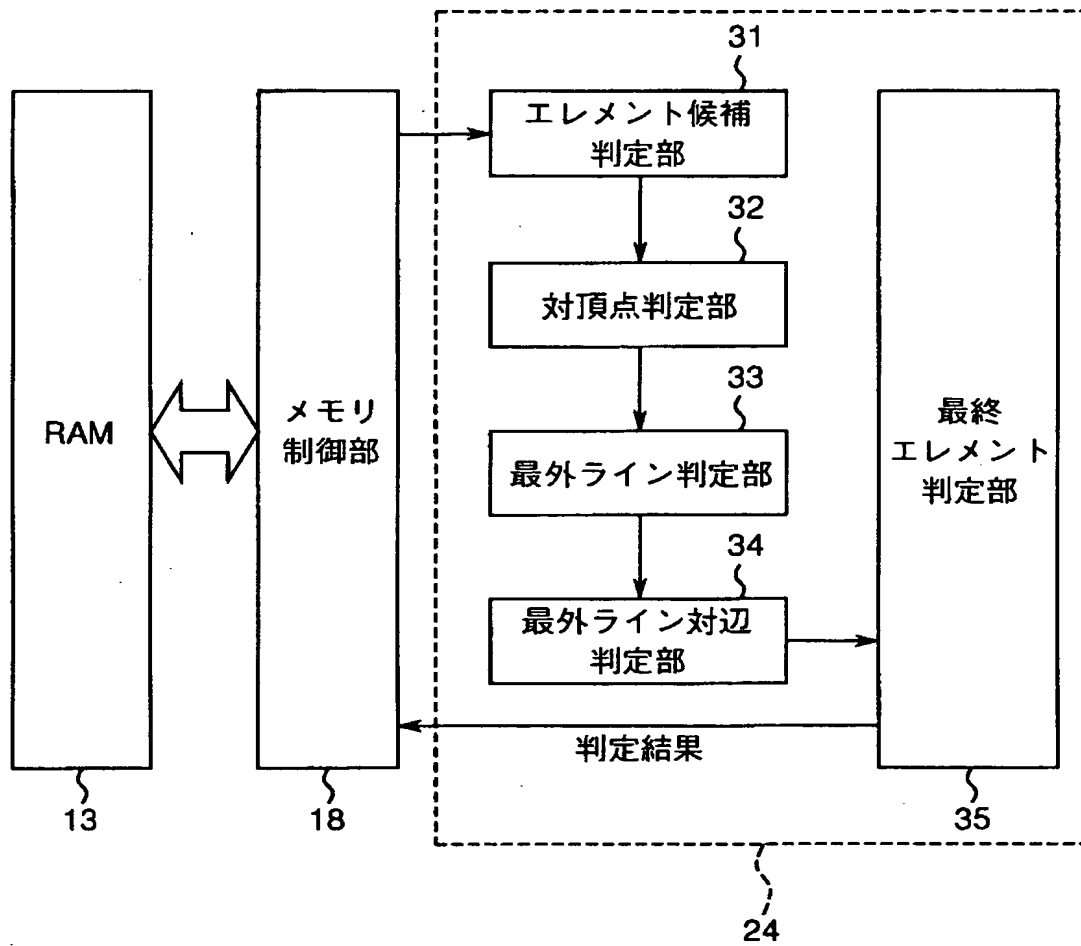 31
エレメント候補
判定部
32
対頂点判定部
33
最外ライン判定部
34
最外ライン対辺
判定部
RAM
メモリ
制御部
最終
エレメント
判定部
判定結果
13
18
35
24